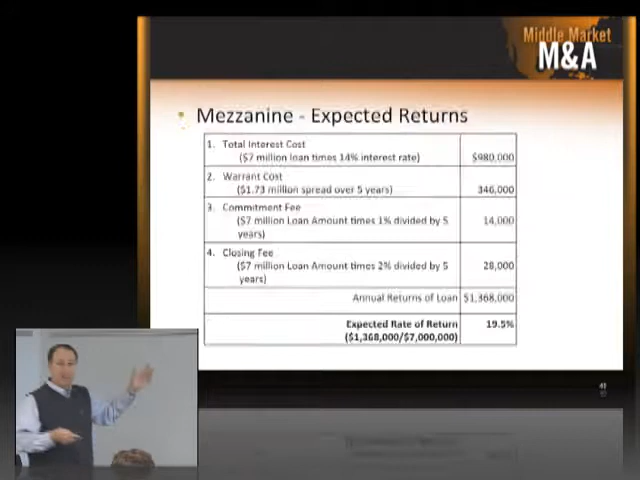 Middle Market
M&A
Mezzanine - Expected Returns
1. Total Interest Cost
($7 million loan times 14% interest rate)
$980,000
2. Warrant Cost
($1.73 million spread over 5 years)
346,000
3. Commitment Fee
($7 million Loan Amount times 1% divided by 5
years)
14,000
4. Closing Fee
($7 million Loan Amount times 2% divided by 5
years)
28,000
Annual Returns of Loan
$1,368,000
Expected Rate of Return
($1,368,000/$7,000,000)
19.5%